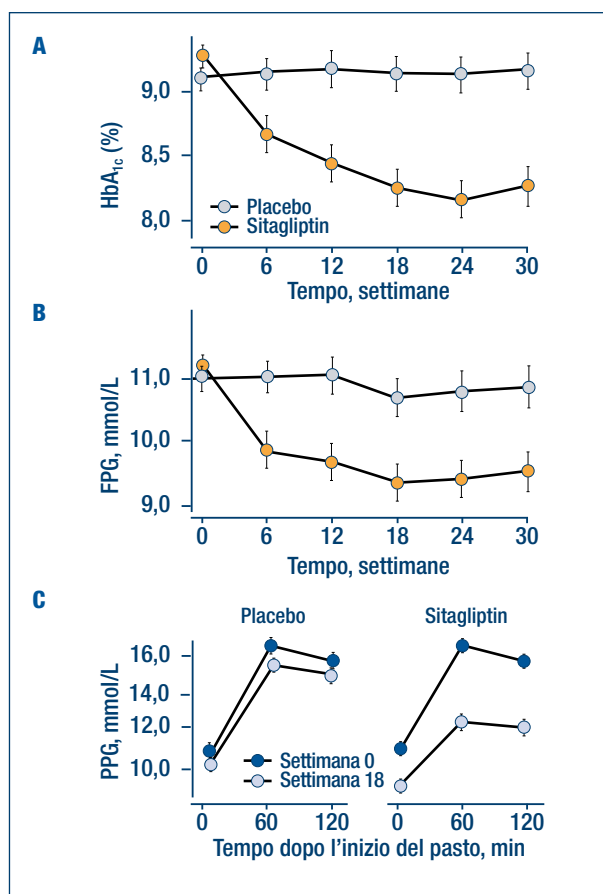 A
9,0
8,5
8,0
HbA1c (%)
Placebo
Sitagliptin
0 6 12 18 24 30
Tempo, settimane
B
11,0
10,0
9,0
FPG, mmol/L
0 6 12 18 24 30
Tempo, settimane
C
Placebo Sitagliptin
16,0
14,0
12,0
10,0
PPG, mmol/L
Settimana 0
Settimana 18
0 60 120 0 60 120
Tempo dopo l'inizio del pasto, min